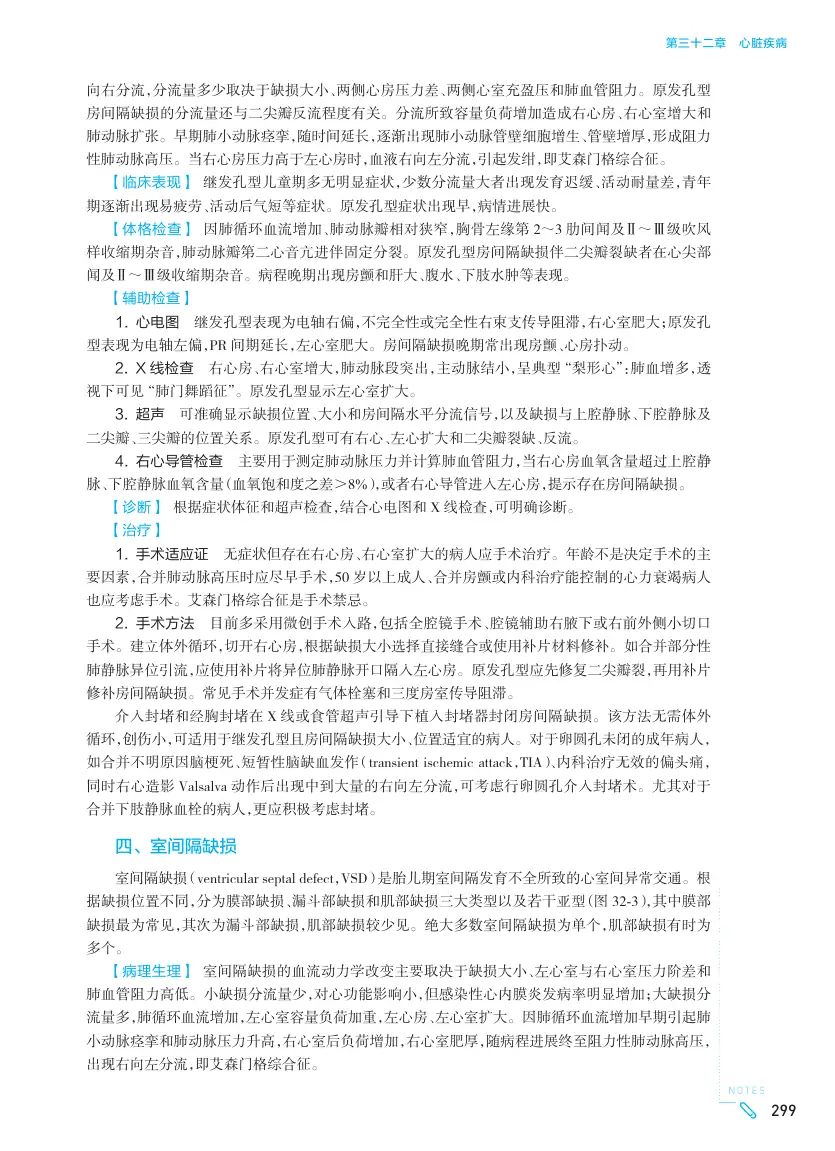 第三十二章 心脏疾病
向右分流,分流量多少取决于缺损大小、两侧心房压力差、两侧心室充盈压和肺血管阻力。原发孔型
房间隔缺损的分流量还与二尖瓣反流程度有关。分流所致容量负荷增加造成右心房、右心室增大和
肺动脉扩张。早期肺小动脉痉挛,随时间延长,逐渐出现肺小动脉管壁细胞增生、管壁增厚,形成阻力
性肺动脉高压。当右心房压力高于左心房时,血液右向左分流,引起发绀,即艾森门格综合征。
【临床表现】 继发孔型儿童期多无明显症状,少数分流量大者出现发育迟缓、活动耐量差,青年
期逐渐出现易疲劳、活动后气短等症状。原发孔型症状出现早,病情进展快。
【体格检查】 因肺循环血流增加、肺动脉瓣相对狭窄,胸骨左缘第 2～3 肋间闻及Ⅱ～Ⅲ级吹风
样收缩期杂音,肺动脉瓣第二心音亢进伴固定分裂。原发孔型房间隔缺损伴二尖瓣裂缺者在心尖部
闻及Ⅱ～Ⅲ级收缩期杂音。病程晚期出现房颤和肝大、腹水、下肢水肿等表现。
【辅助检查】
1. 心电图 继发孔型表现为电轴右偏,不完全性或完全性右束支传导阻滞,右心室肥大;原发孔
型表现为电轴左偏,PR 间期延长,左心室肥大。房间隔缺损晚期常出现房颤、心房扑动。
2. X 线检查 右心房、右心室增大,肺动脉段突出,主动脉结小,呈典型 “梨形心”;肺血增多,透
视下可见 “肺门舞蹈征”。原发孔型显示左心室扩大。
3. 超声 可准确显示缺损位置、大小和房间隔水平分流信号,以及缺损与上腔静脉、下腔静脉及
二尖瓣、三尖瓣的位置关系。原发孔型可有右心、左心扩大和二尖瓣裂缺、反流。
4. 右心导管检查 主要用于测定肺动脉压力并计算肺血管阻力,当右心房血氧含量超过上腔静
脉、下腔静脉血氧含量(血氧饱和度之差＞8%),或者右心导管进入左心房,提示存在房间隔缺损。
【诊断】 根据症状体征和超声检查,结合心电图和 X 线检查,可明确诊断。
【治疗】
1. 手术适应证 无症状但存在右心房、右心室扩大的病人应手术治疗。年龄不是决定手术的主
要因素,合并肺动脉高压时应尽早手术,50 岁以上成人、合并房颤或内科治疗能控制的心力衰竭病人
也应考虑手术。艾森门格综合征是手术禁忌。
2. 手术方法 目前多采用微创手术入路,包括全腔镜手术、腔镜辅助右腋下或右前外侧小切口
手术。建立体外循环,切开右心房,根据缺损大小选择直接缝合或使用补片材料修补。如合并部分性
肺静脉异位引流,应使用补片将异位肺静脉开口隔入左心房。原发孔型应先修复二尖瓣裂,再用补片
修补房间隔缺损。常见手术并发症有气体栓塞和三度房室传导阻滞。
介入封堵和经胸封堵在 X 线或食管超声引导下植入封堵器封闭房间隔缺损。该方法无需体外
循环,创伤小,可适用于继发孔型且房间隔缺损大小、位置适宜的病人。对于卵圆孔未闭的成年病人,
如合并不明原因脑梗死、短暂性脑缺血发作(transient ischemic attack,TIA)、内科治疗无效的偏头痛,
同时右心造影 Valsalva 动作后出现中到大量的右向左分流,可考虑行卵圆孔介入封堵术。尤其对于
合并下肢静脉血栓的病人,更应积极考虑封堵。
四、室间隔缺损
室间隔缺损(ventricular septal defect,VSD)是胎儿期室间隔发育不全所致的心室间异常交通。根
据缺损位置不同,分为膜部缺损、漏斗部缺损和肌部缺损三大类型以及若干亚型(图 32-3),其中膜部
缺损最为常见,其次为漏斗部缺损,肌部缺损较少见。绝大多数室间隔缺损为单个,肌部缺损有时为
多个。
【病理生理】 室间隔缺损的血流动力学改变主要取决于缺损大小、左心室与右心室压力阶差和
肺血管阻力高低。小缺损分流量少,对心功能影响小,但感染性心内膜炎发病率明显增加;大缺损分
流量多,肺循环血流增加,左心室容量负荷加重,左心房、左心室扩大。因肺循环血流增加早期引起肺
小动脉痉挛和肺动脉压力升高,右心室后负荷增加,右心室肥厚,随病程进展终至阻力性肺动脉高压,
出现右向左分流,即艾森门格综合征。
NOTES
299